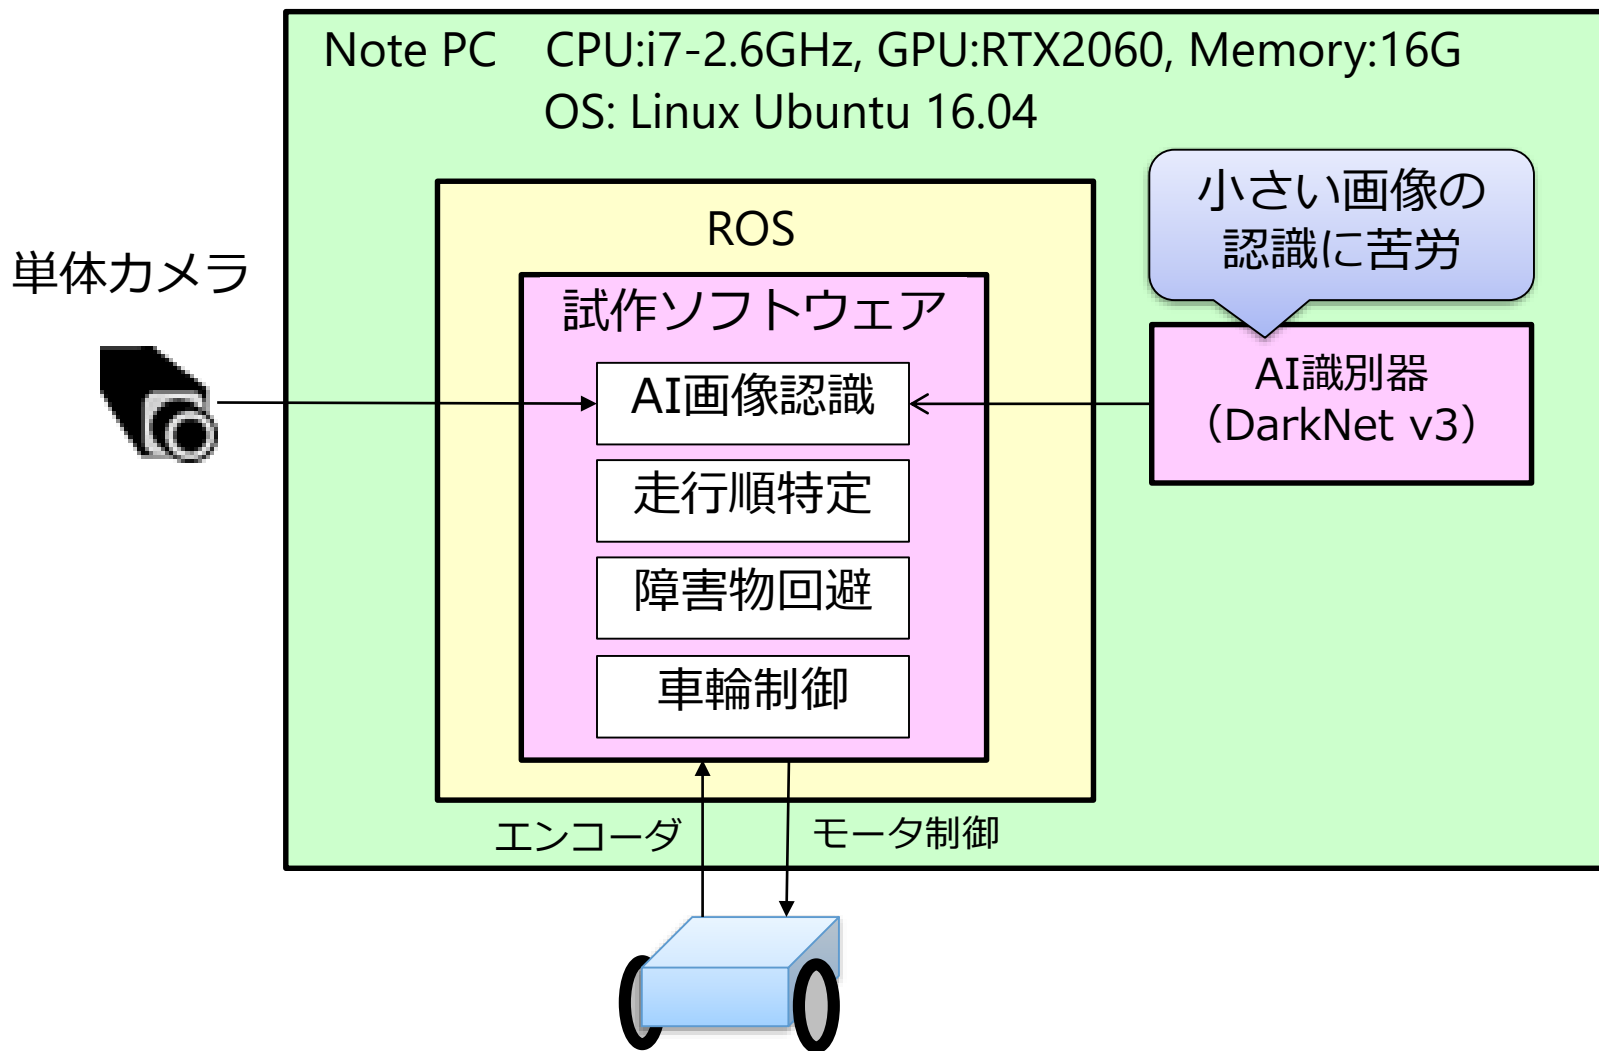 Note PC CPU:i7-2.6GHz, GPU:RTX2060, Memory:16G
OS: Linux Ubuntu 16.04
小さい画像の
認識に苦労
ROS
単体カメラ
試作ソフトウェア
AI画像認識
AI識別器
(DarkNet v3)
走行順特定
障害物回避
車輪制御
エンコーダ
モータ制御